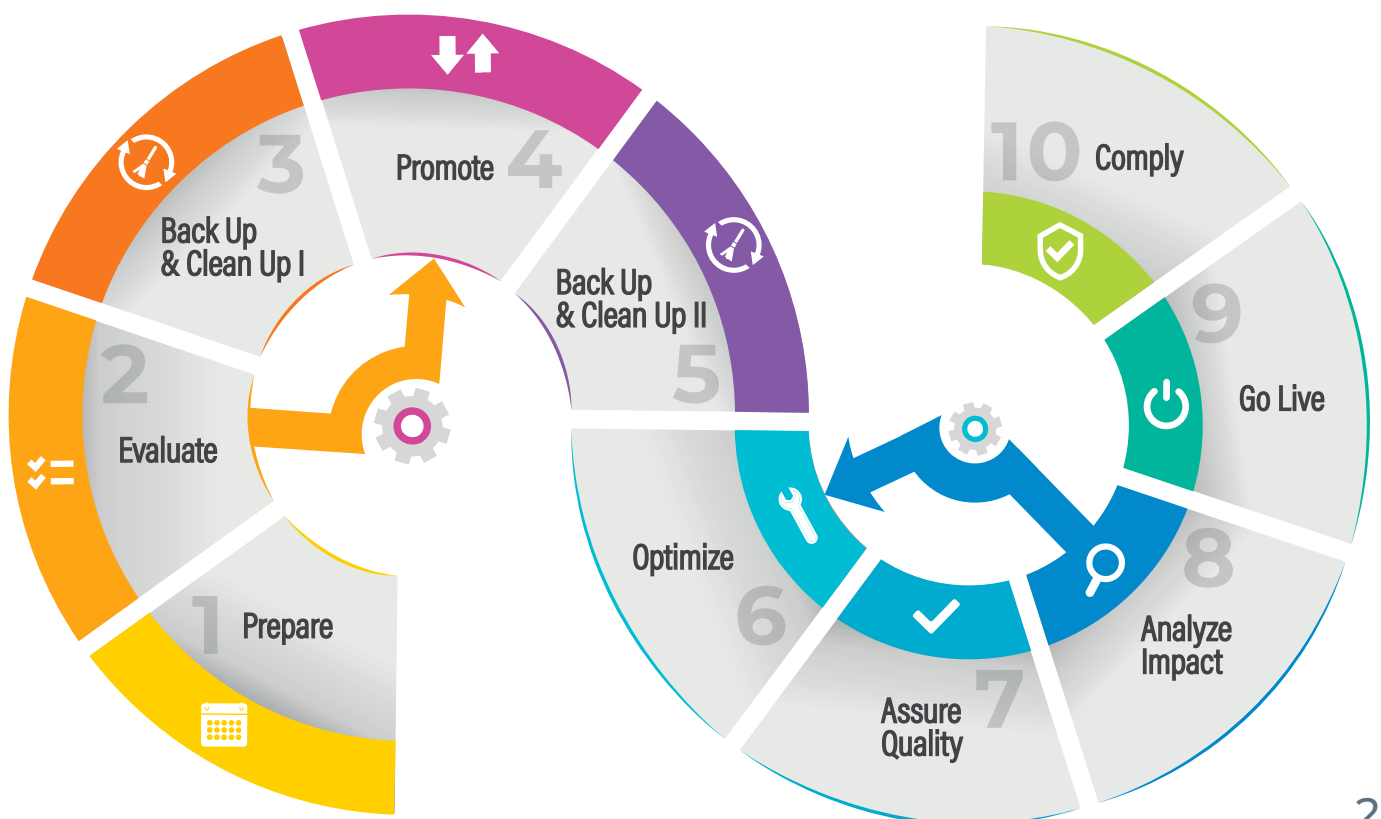 1 Prepare
2
Evaluate
3
Back Up
& Clean Up I
Promote 4
Back Up
& Clean Up II
5
Optimize
6
7
Assure
Quality
8
Analyze
Impact
9
Go Live
10 Comply
2